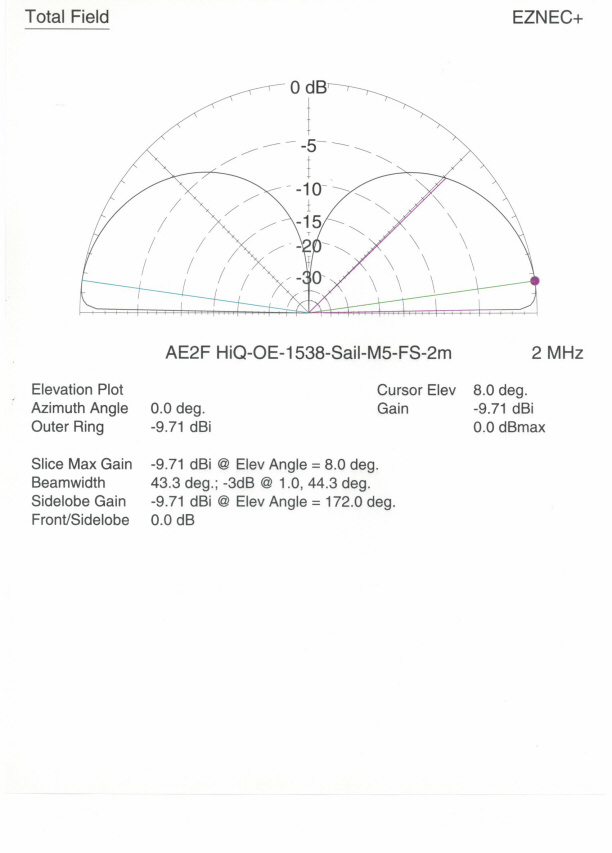 Total Field
EZNEC+
0 dB
-5
-10
-15
-20
-30
AE2F HiQ-OE-1538-Sail-M5-FS-2m
2 MHz
Elevation Plot
Cursor Elev 8.0 deg.
Azimuth Angle 0.0 deg.
Gain -9.71 dBi
Outer Ring -9.71 dBi
0.0 dBmax
Slice Max Gain -9.71 dBi @ Elev Angle = 8.0 deg.
Beamwidth 43.3 deg.; -3dB @ 1.0, 44.3 deg.
Sidelobe Gain -9.71 dBi @ Elev Angle = 172.0 deg.
Front/Sidelobe 0.0 dB